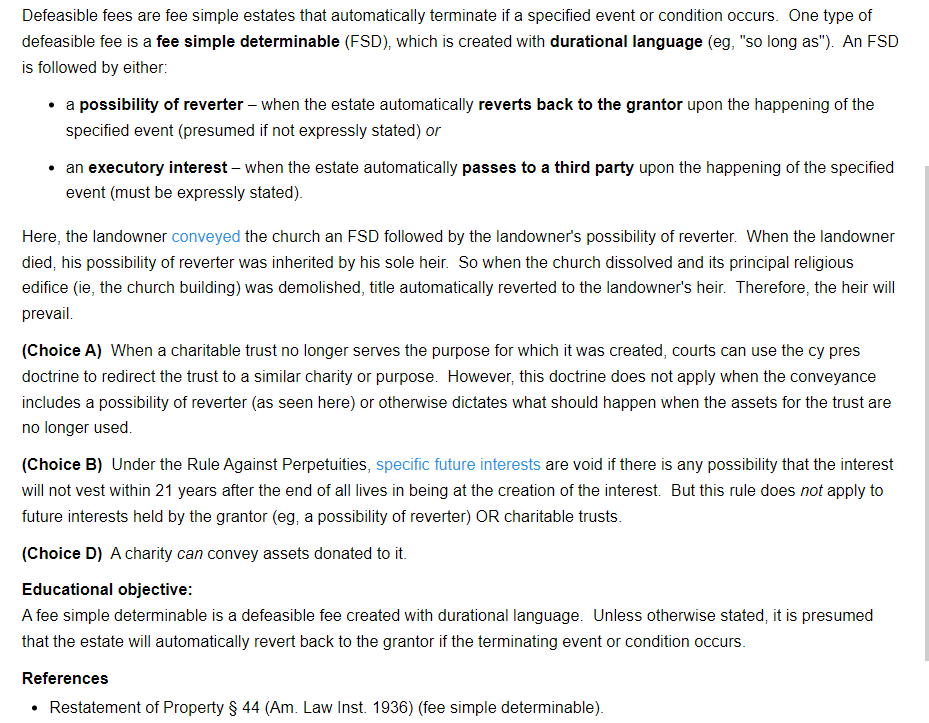 Defeasible fees are fee simple estates that automatically terminate if a specified event or condition occurs.  One type of
defeasible fee is a fee simple determinable (FSD), which is created with durational language (eg, "so long as").  An FSD
is followed by either:
• a possibility of reverter – when the estate automatically reverts back to the grantor upon the happening of the
specified event (presumed if not expressly stated) or
• an executory interest – when the estate automatically passes to a third party upon the happening of the specified
event (must be expressly stated).
Here, the landowner conveyed the church an FSD followed by the landowner's possibility of reverter.  When the landowner
died, his possibility of reverter was inherited by his sole heir.  So when the church dissolved and its principal religious
edifice (ie, the church building) was demolished, title automatically reverted to the landowner's heir.  Therefore, the heir will
prevail.
(Choice A)  When a charitable trust no longer serves the purpose for which it was created, courts can use the cy pres
doctrine to redirect the trust to a similar charity or purpose.  However, this doctrine does not apply when the conveyance
includes a possibility of reverter (as seen here) or otherwise dictates what should happen when the assets for the trust are
no longer used.
(Choice B)  Under the Rule Against Perpetuities, specific future interests are void if there is any possibility that the interest
will not vest within 21 years after the end of all lives in being at the creation of the interest.  But this rule does not apply to
future interests held by the grantor (eg, a possibility of reverter) OR charitable trusts.
(Choice D)  A charity can convey assets donated to it.
Educational objective:
A fee simple determinable is a defeasible fee created with durational language.  Unless otherwise stated, it is presumed
that the estate will automatically revert back to the grantor if the terminating event or condition occurs.
References
• Restatement of Property § 44 (Am. Law Inst. 1936) (fee simple determinable).